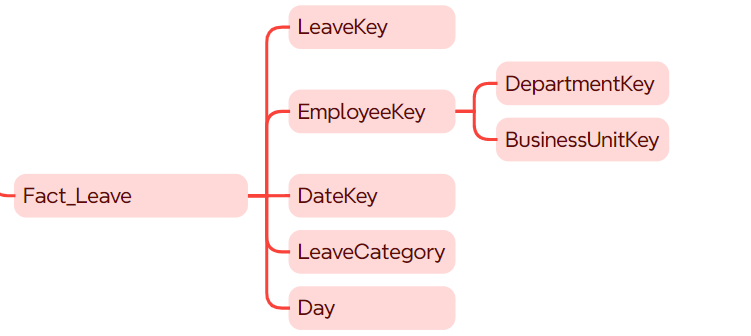 LeaveKey
EmployeeKey
DepartmentKey
BusinessUnitKey
Fact_Leave
DateKey
LeaveCategory
Day